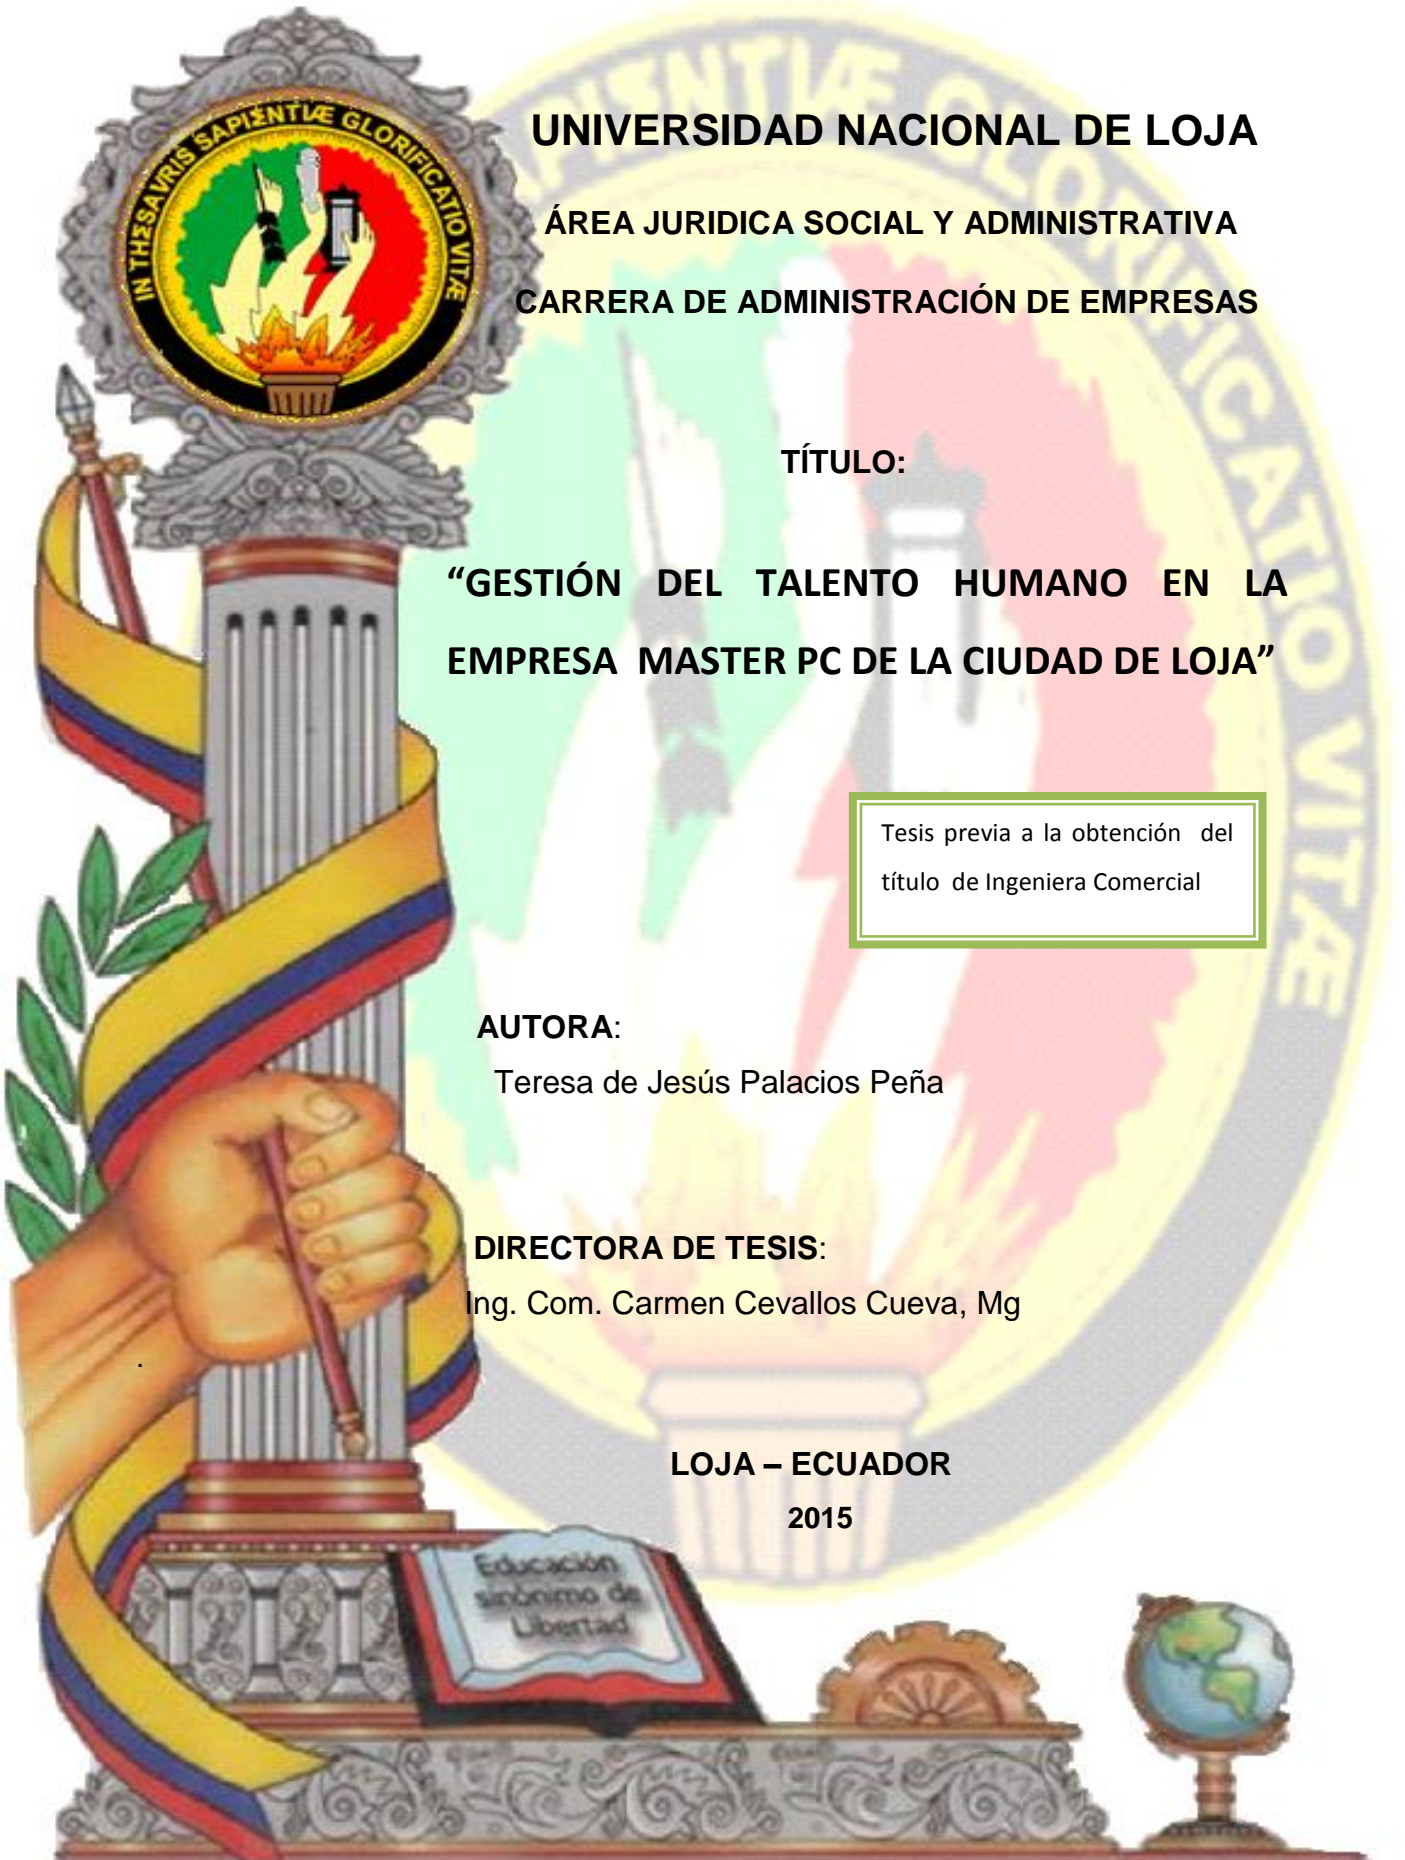 IN THESAVRIS SAPIENTIÆ GLORIFICATIO VITÆ
UNIVERSIDAD NACIONAL DE LOJA
ÁREA JURIDICA SOCIAL Y ADMINISTRATIVA
CARRERA DE ADMINISTRACIÓN DE EMPRESAS
TÍTULO:
“GESTIÓN DEL TALENTO HUMANO EN LA
EMPRESA MASTER PC DE LA CIUDAD DE LOJA”
Tesis previa a la obtención del
título de Ingeniera Comercial
AUTORA:
Teresa de Jesús Palacios Peña
DIRECTORA DE TESIS:
Ing. Com. Carmen Cevallos Cueva, Mg
.
LOJA – ECUADOR
2015
Educación
sinónimo de
Libertad
SAPIENTIÆ GLORIFICATIO VITÆ